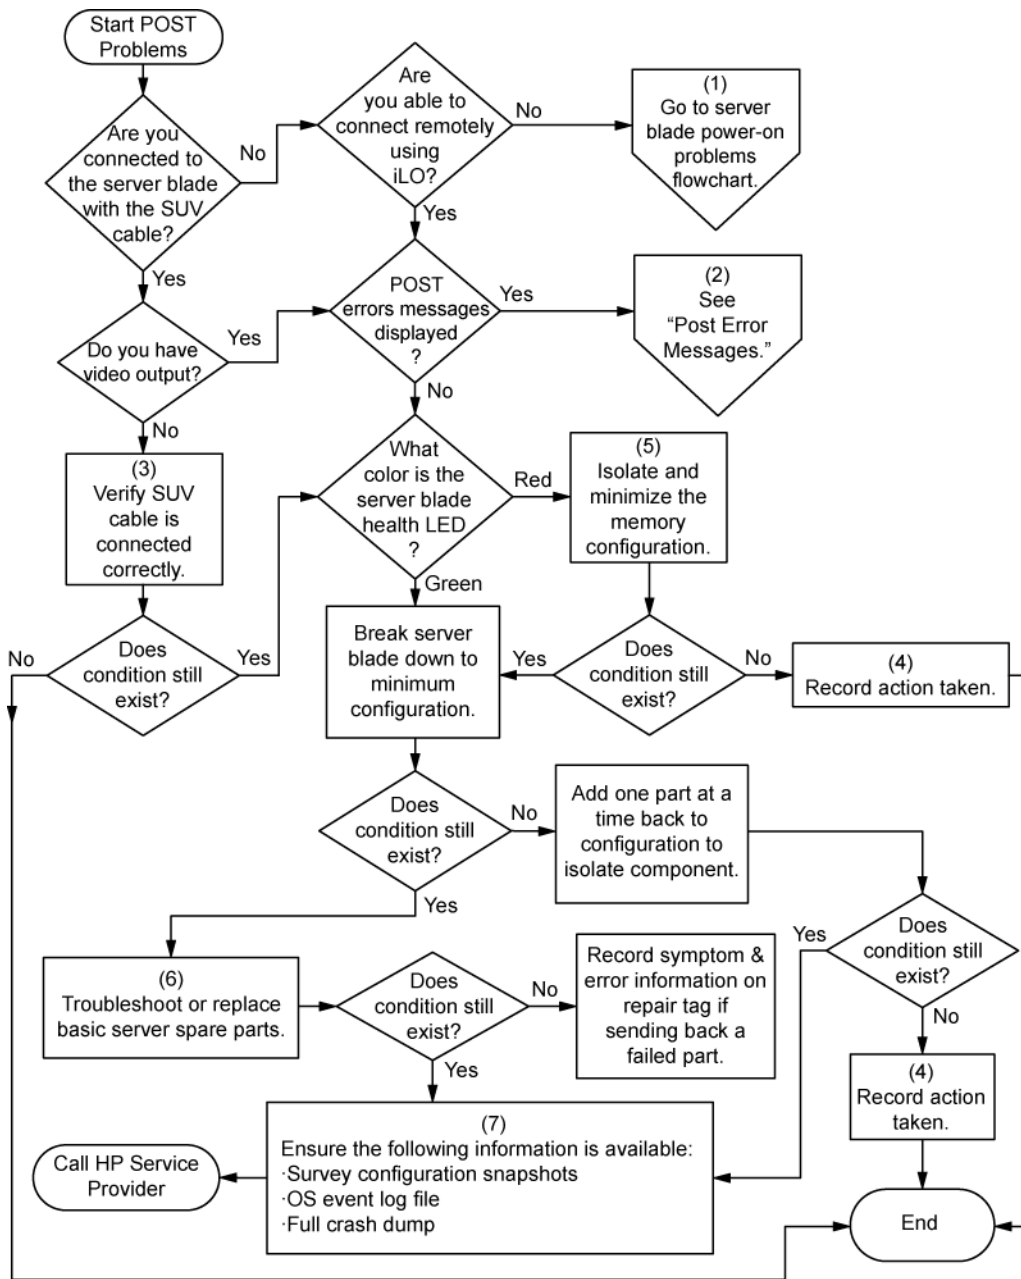 Start POST
Problems
Are you
connected to
the server blade
with the SUV
cable?
No
Are
you able to
connect remotely
using
iLO?
No
(1)
Go to server
blade power-on
problems
flowchart.
Yes
Yes
Do you have
video output?
Yes
POST
errors messages
displayed
?
Yes
(2)
See
“Post Error
Messages.”
No
No
(3)
Verify SUV
cable is
connected
correctly.
What
color is the
server blade
health LED
?
Red
(5)
Isolate and
minimize the
memory
configuration.
Green
No
Does
condition still
exist?
Yes
Break server
blade down to
minimum
configuration.
Yes
Does
condition still
exist?
No
(4)
Record action taken.
Does
condition still
exist?
No
Add one part at a
time back to
configuration to
isolate component.
Yes
Yes
Does
condition still
exist?
(6)
Troubleshoot or replace
basic server spare parts.
Does
condition still
exist?
No
Record symptom &
error information on
repair tag if
sending back a
failed part.
No
Yes
(4)
Record action
taken.
(7)
Ensure the following information is available:
·Survey configuration snapshots
·OS event log file
·Full crash dump
Call HP Service
Provider
End